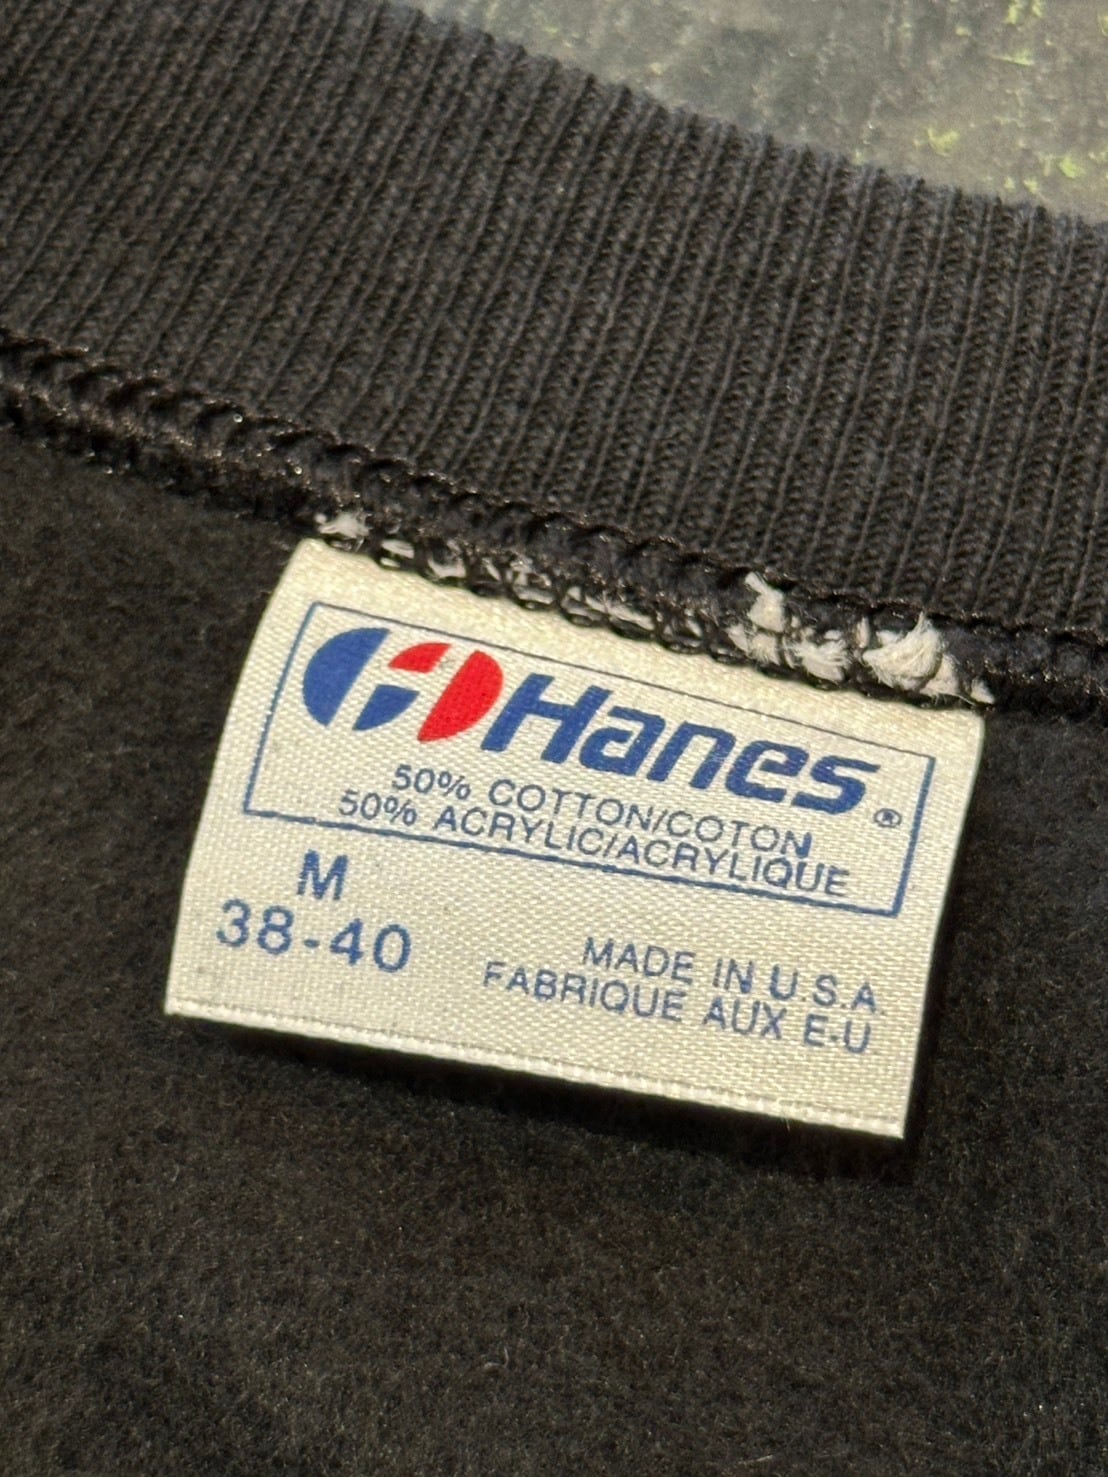 Hanes®
50% COTTON/COTON
50% ACRYLIC/ACRYLIQUE
M
38-40
MADE IN U.S.A
FABRIQUE AUX E-U